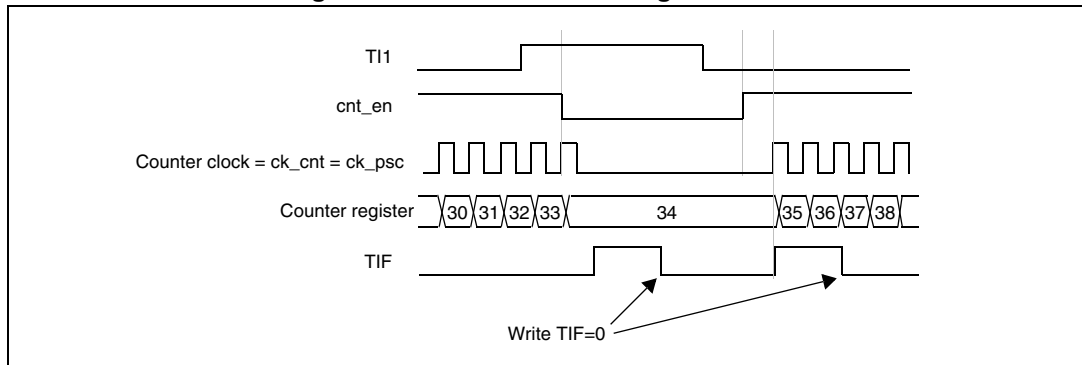 TI1
cnt_en
Counter clock = ck_cnt = ck_psc
Counter register 30 31 32 33 34 35 36 37 38
TIF
Write TIF=0